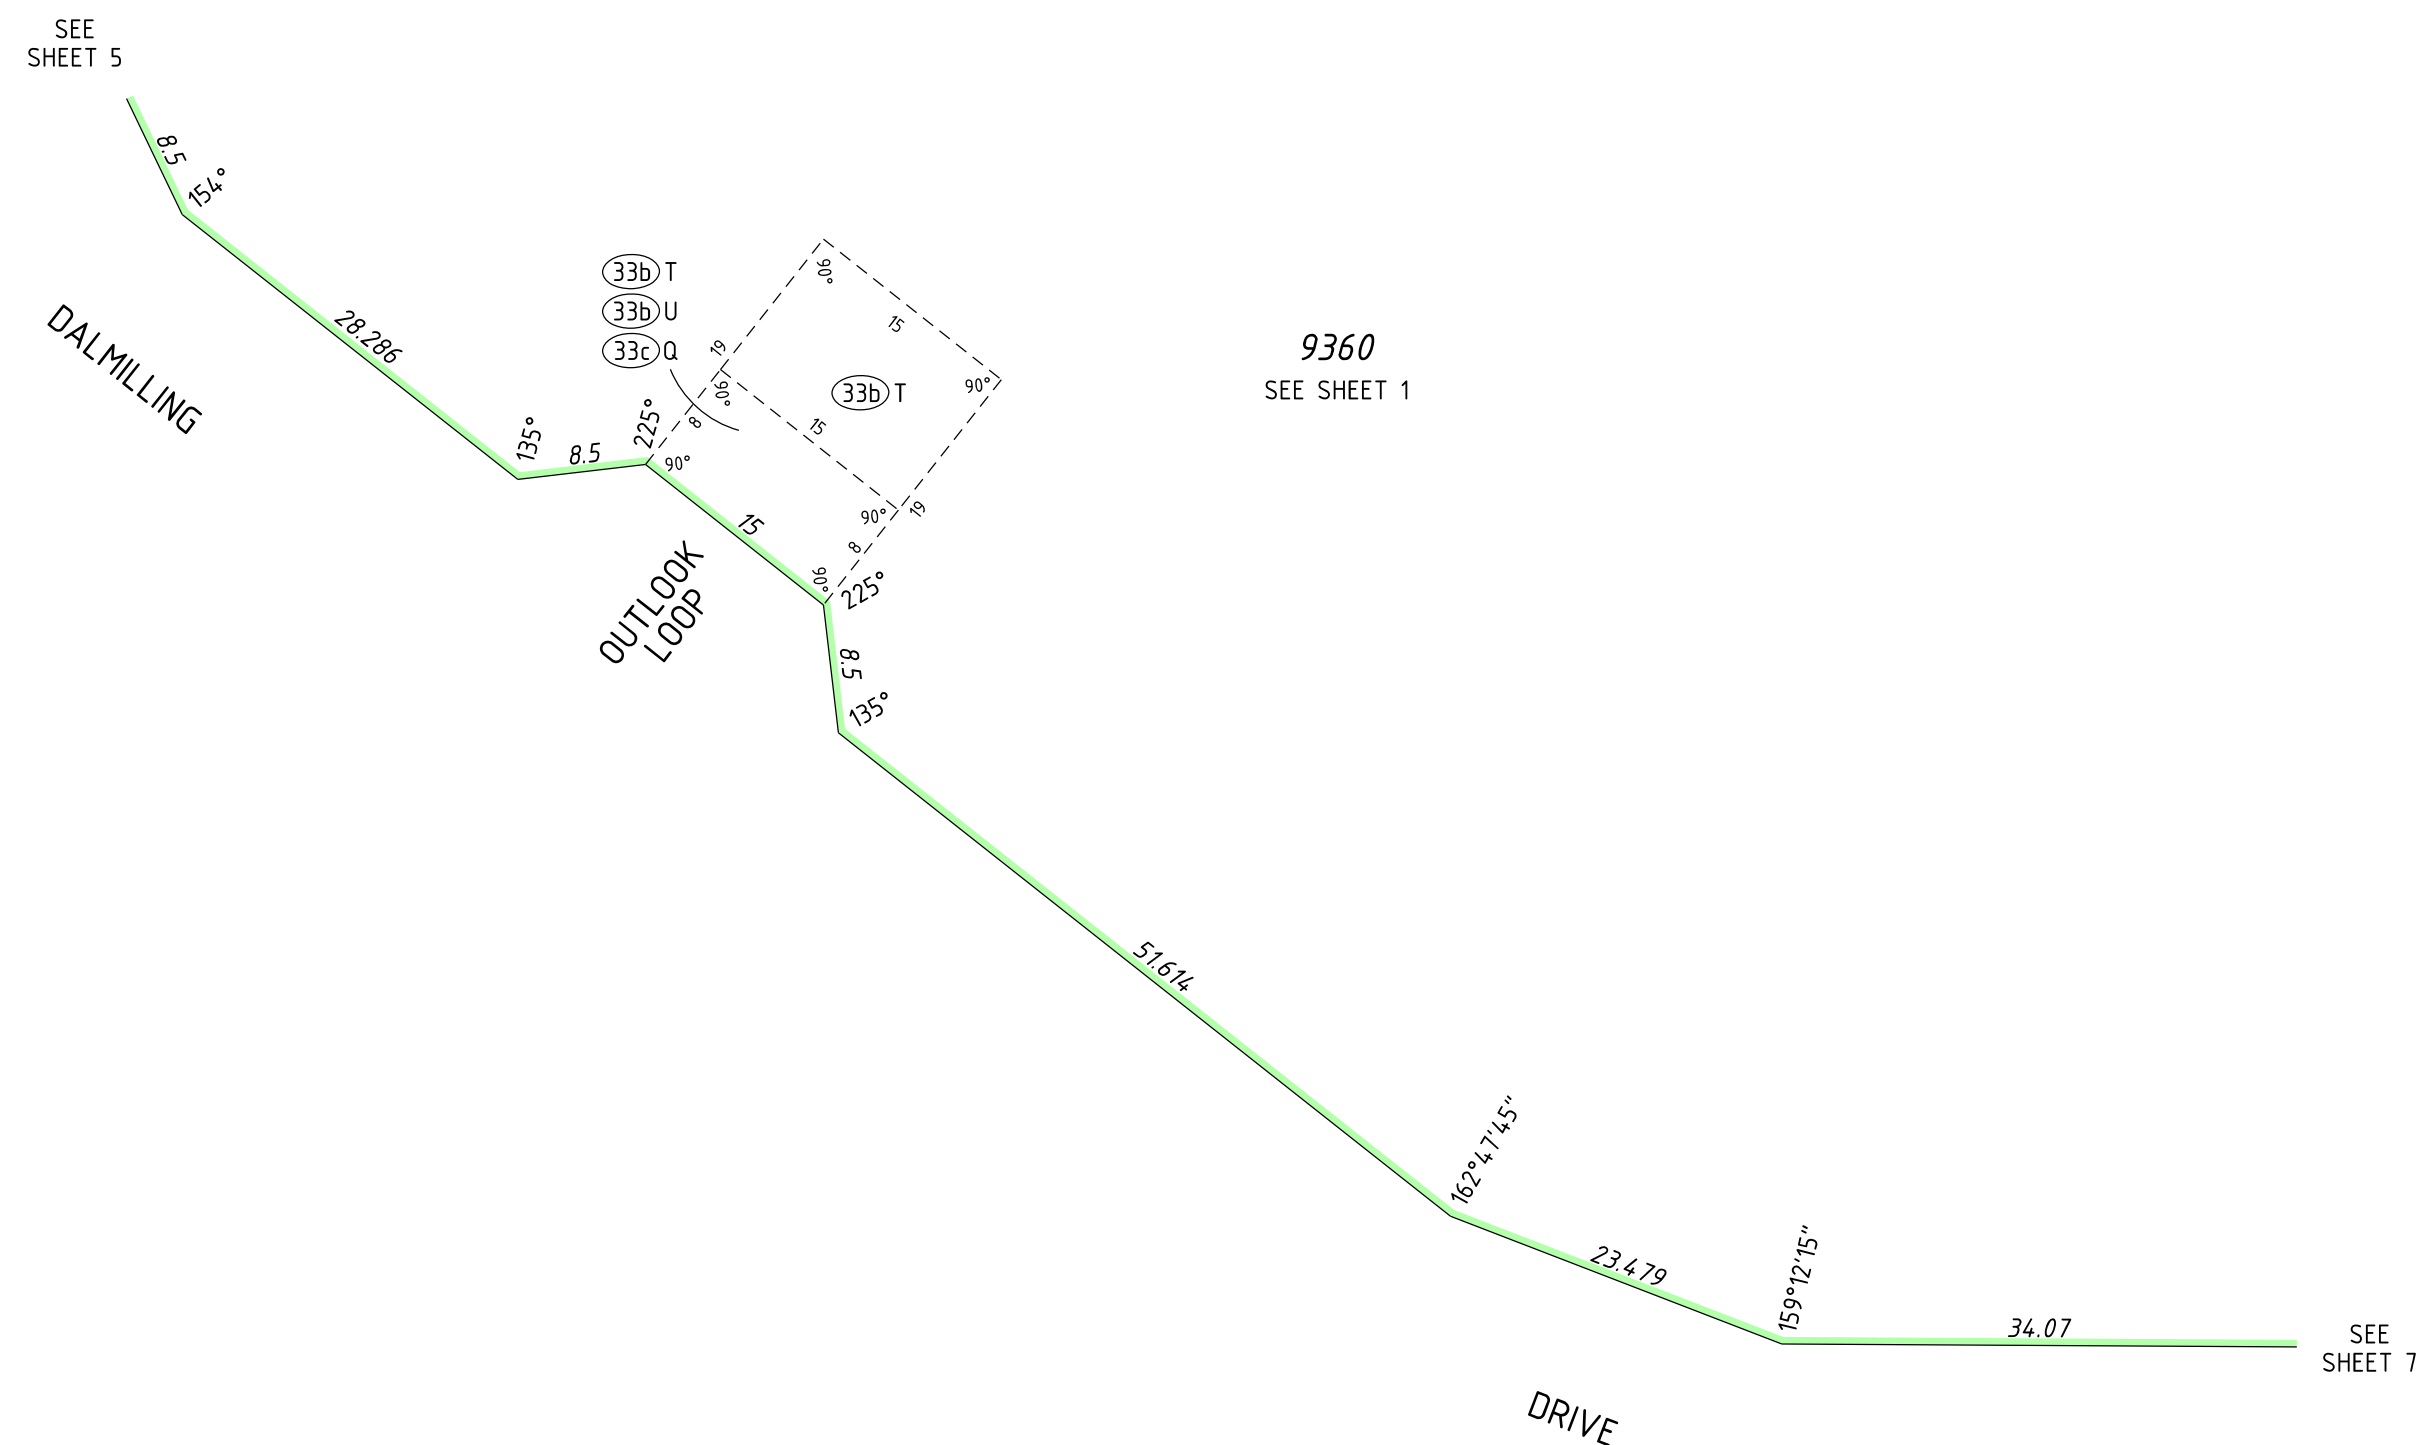 SEE
SHEET 5
8.5
154°
28.286
DALMILLING
33b T
33b U
33c Q
90°
15
19
90°
33b T
90°
15
8
225°
9360
SEE SHEET 1
135°
8.5
90°
15
90°
19
8
90°
225°
OUTLOOK
LOOP
8.5
135°
51.614
162°47'45"
23.479
159°12'15"
34.07
SEE
SHEET 7
DRIVE